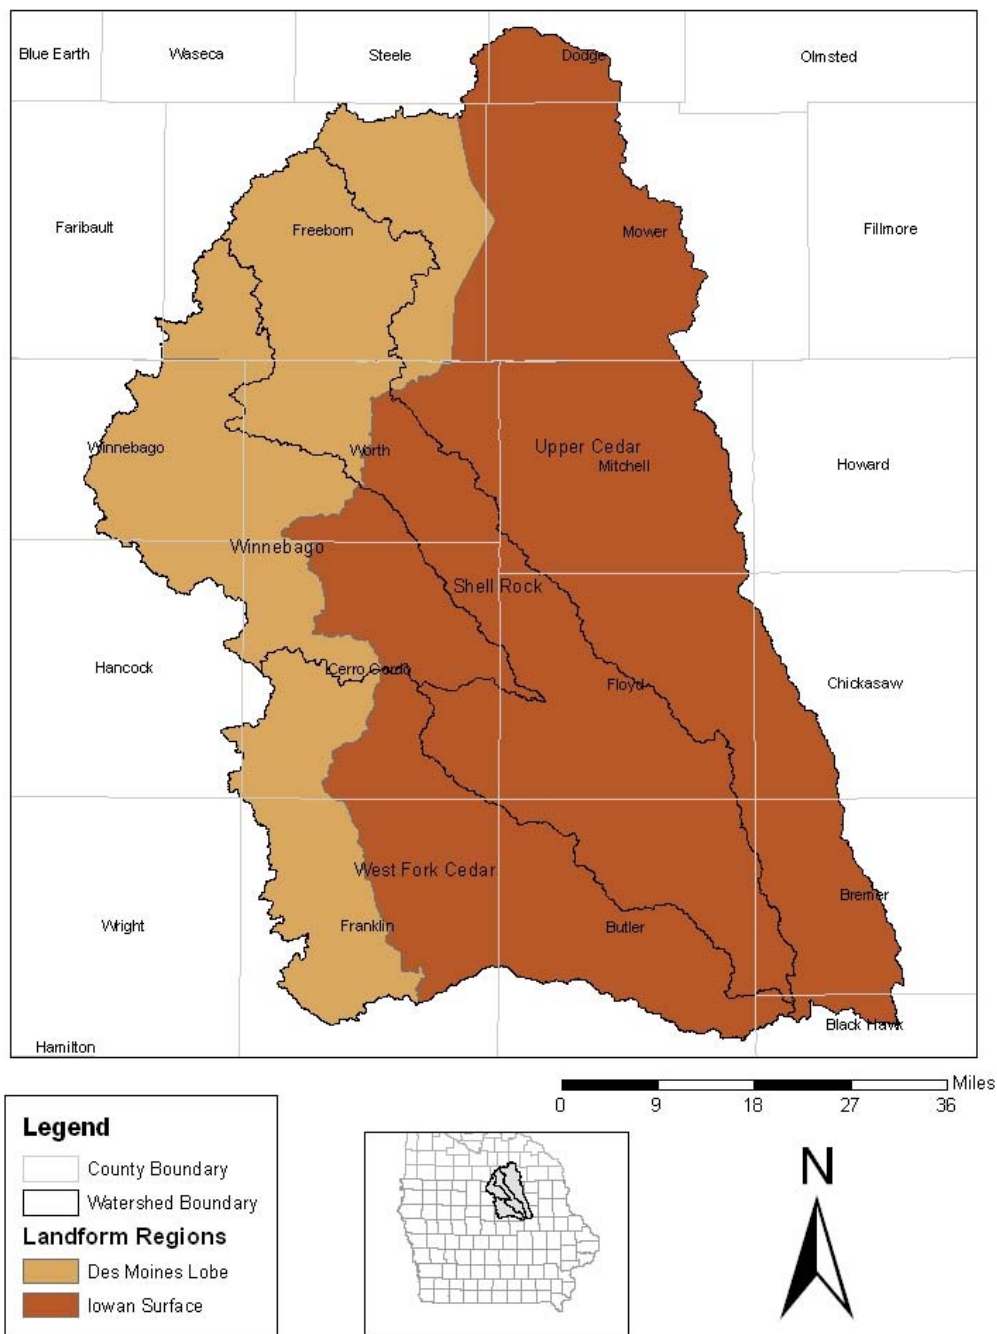 Blue Earth
Waseca
Steele
Dodge
Olmsted
Faribault
Freeborn
Mower
Fillmore
Winnebago
Worth
Upper Cedar
Mitchell
Howard
Winnebago
Shell Rock
Hancock
Cerro Gordo
Floyd
Chickasaw
West Fork Cedar
Bremer
Wright
Franklin
Butler
Black Hawk
Hamilton
Miles
0 9 18 27 36
Legend
County Boundary
Watershed Boundary
Landform Regions
Des Moines Lobe
Iowan Surface
N